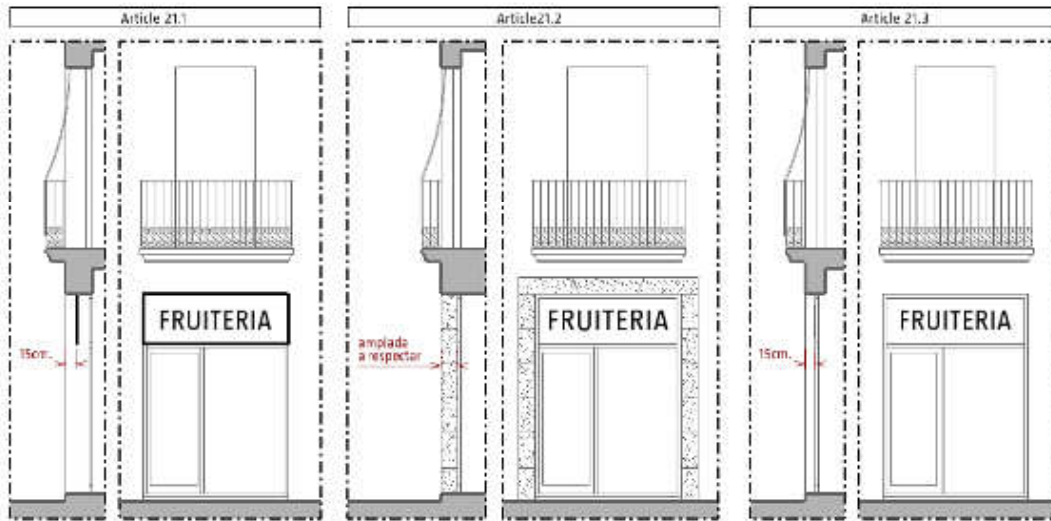 Article 21.1
Article21.2
Article 21.3
FRUITERIA
15cm.
FRUITERIA
amplada
a respectar
FRUITERIA
15cm.